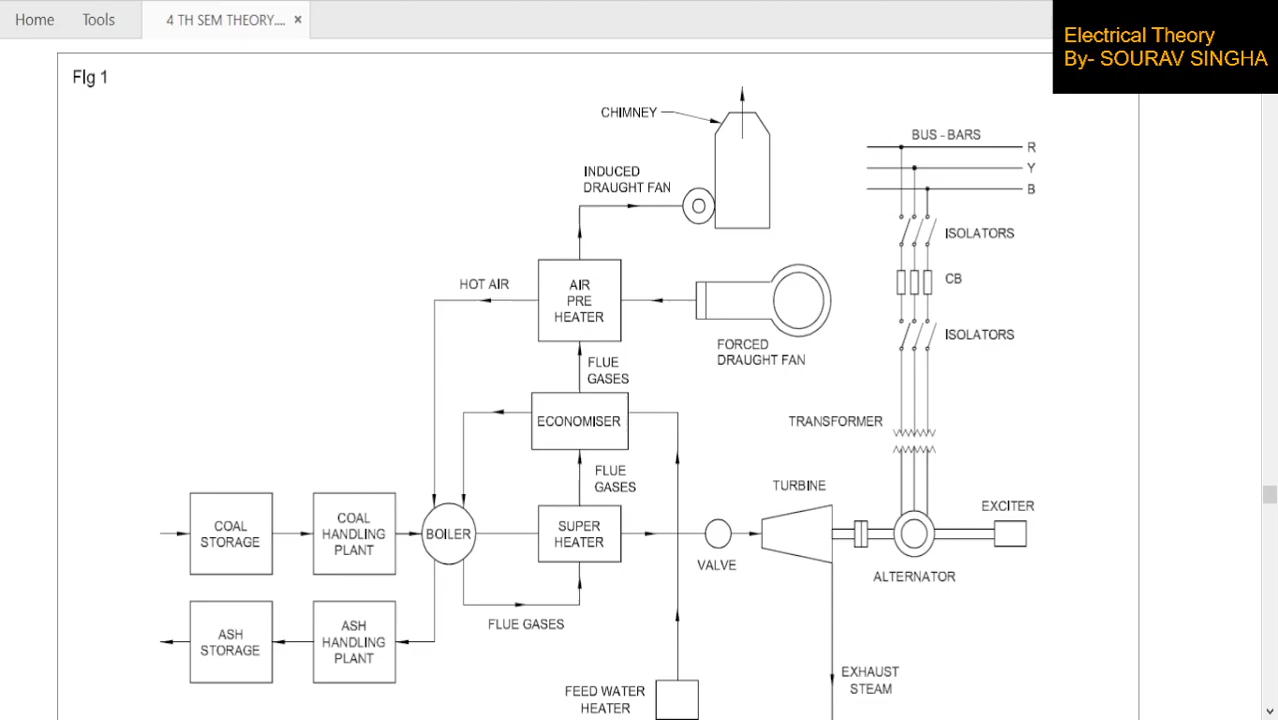 Home
Tools
4 TH SEM THEORY....
×
Electrical Theory
By- SOURAV SINGHA
FIg 1
CHIMNEY
BUS - BARS
R
Y
B
INDUCED
DRAUGHT FAN
ISOLATORS
HOT AIR
AIR
PRE
HEATER
CB
FORCED
DRAUGHT FAN
ISOLATORS
FLUE
GASES
ECONOMISER
TRANSFORMER
FLUE
GASES
TURBINE
EXCITER
COAL
STORAGE
COAL
HANDLING
PLANT
BOILER
SUPER
HEATER
VALVE
ALTERNATOR
FLUE GASES
ASH
STORAGE
ASH
HANDLING
PLANT
FEED WATER
HEATER
EXHAUST
STEAM